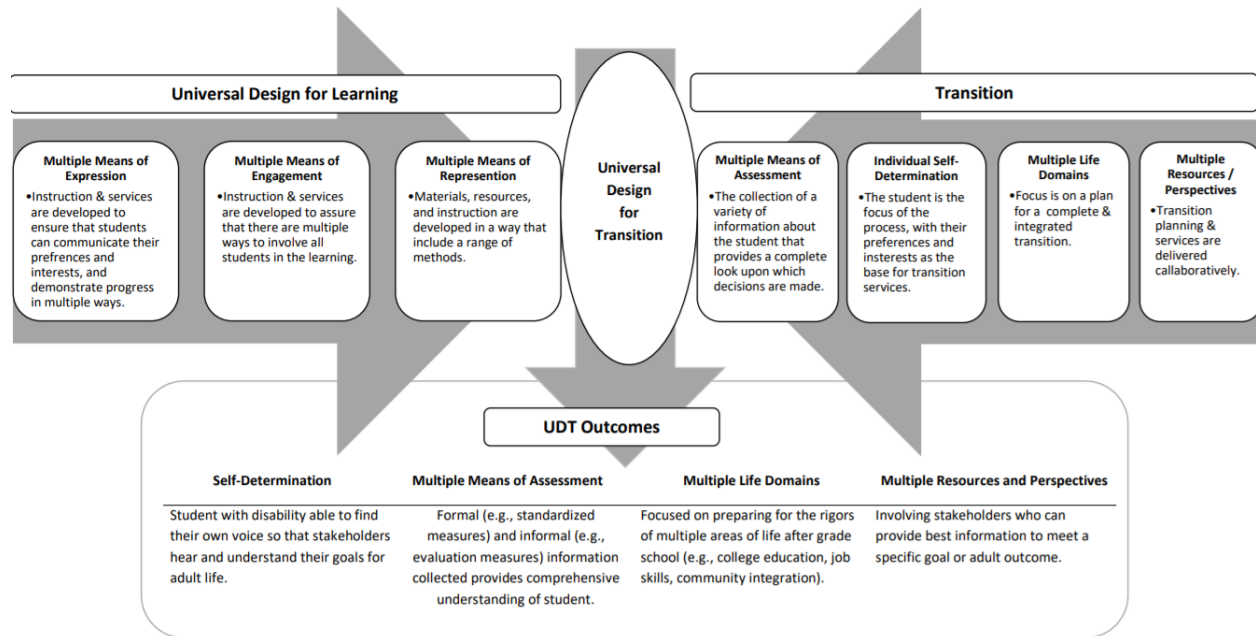 Universal Design for Learning
Multiple Means of
Expression
•Instruction & services
are developed to
ensure that students
can communicate their
prefrences and
interests, and
demonstrate progress
in multiple ways.
Multiple Means of
Engagement
•Instruction & services
are developed to assure
that there are multiple
ways to involve all
students in the learning.
Multiple Means of
Represention
•Materials, resources,
and instruction are
developed in a way that
include a range of
methods.
Universal
Design
for
Transition
Transition
Multiple Means of
Assessment
•The collection of a
variety of
information about
the student that
provides a complete
look upon which
decisions are made.
Individual Self-
Determination
•The student is the
focus of the
process, with their
preferences and
insterests as the
base for transition
services.
Multiple Life
Domains
•Focus is on a plan
for a complete &
integrated
transition.
Multiple
Resources /
Perspectives
•Transition
planning &
services are
delivered
callaboratively.
UDT Outcomes
Self-Determination
Student with disability able to find
their own voice so that stakeholders
hear and understand their goals for
adult life.
Multiple Means of Assessment
Formal (e.g., standardized
measures) and informal (e.g.,
evaluation measures) information
collected provides comprehensive
understanding of student.
Multiple Life Domains
Focused on preparing for the rigors
of multiple areas of life after grade
school (e.g., college education, job
skills, community integration).
Multiple Resources and Perspectives
Involving stakeholders who can
provide best information to meet a
specific goal or adult outcome.